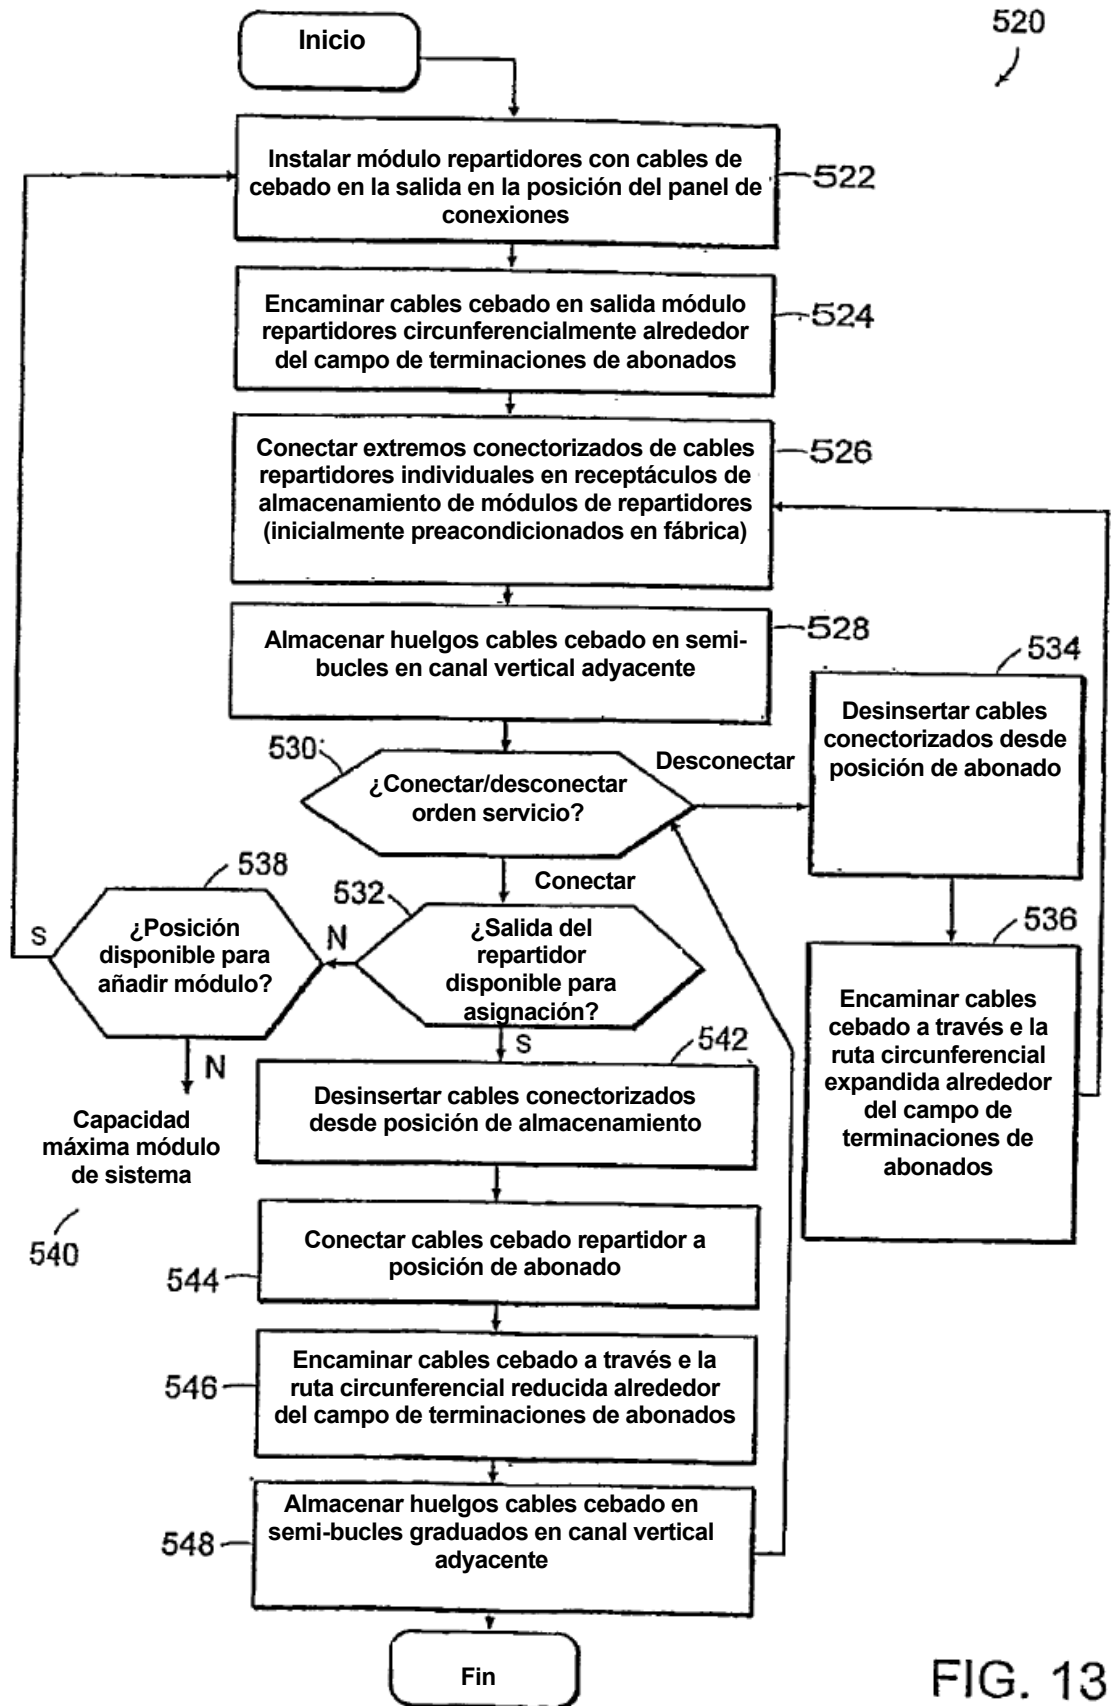 520
Inicio
Instalar módulo repartidores con cables de
cebado en la salida en la posición del panel de
conexiones
522
Encaminar cables cebado en salida módulo
repartidores circunferencialmente alrededor
del campo de terminaciones de abonados
524
Conectar extremos conectorizados de cables
repartidores individuales en receptáculos de
almacenamiento de módulos de repartidores
(inicialmente preacondicionados en fábrica)
526
Almacenar huelgos cables cebado en semi-
bucles en canal vertical adyacente
528
530
¿Conectar/desconectar
orden servicio?
Desconectar
534
Desinsertar cables
conectorizados desde
posición de abonado
Conectar
532
¿Salida del
repartidor
disponible para
asignación?
N
S
538
¿Posición
disponible para
añadir módulo?
S
N
Capacidad
máxima módulo
de sistema
540
536
Encaminar cables
cebado a través e la
ruta circunferencial
expandida alrededor
del campo de
terminaciones de
abonados
542
Desinsertar cables conectorizados
desde posición de almacenamiento
Conectar cables cebado repartidor a
posición de abonado
544
Encaminar cables cebado a través e la
ruta circunferencial reducida alrededor
del campo de terminaciones de abonados
546
Almacenar huelgos cables cebado en
semi-bucles graduados en canal vertical
adyacente
548
Fin
FIG. 13